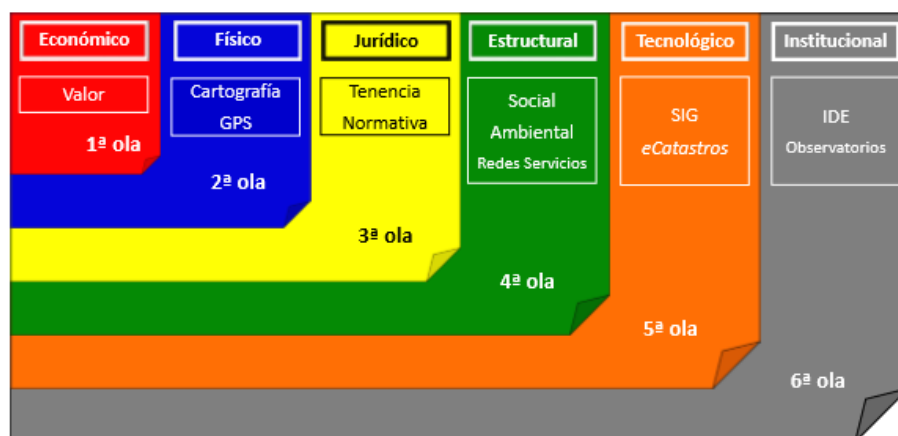 Económico
Valor
1ª ola
Físico
Cartografía
GPS
2ª ola
Jurídico
Tenencia
Normativa
3ª ola
Estructural
Social
Ambiental
Redes Servicios
4ª ola
Tecnológico
SIG
eCatastros
5ª ola
Institucional
IDE
Observatorios
6ª ola